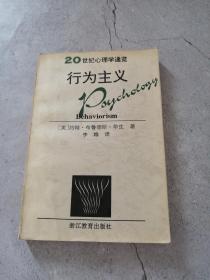 20世纪心理学通览
行为主义
Psychology
Behaviorism
[美]约翰·布鲁德斯·华生 著
李维 译
浙江教育出版社